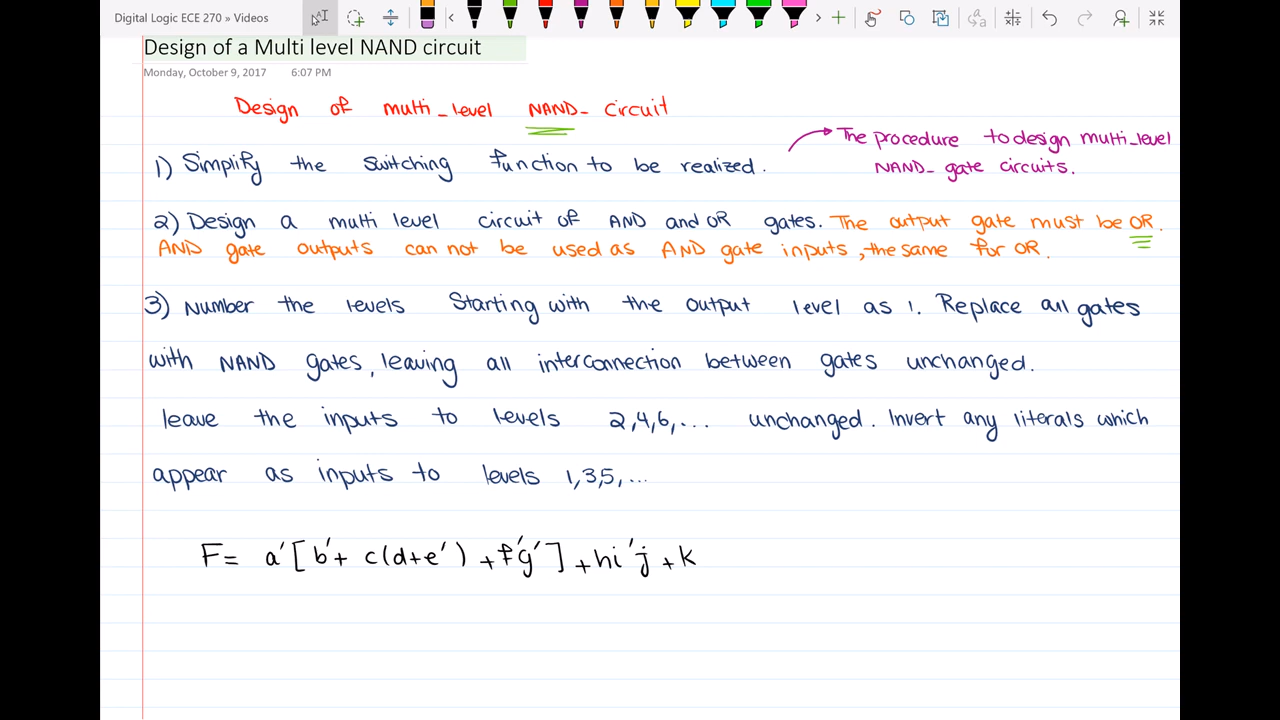 Digital Logic ECE 270 » Videos
Design of a Multi level NAND circuit
Monday, October 9, 2017 6:07 PM
Design of multi_level NAND_ circuit
The procedure to design multi_level
NAND_ gate circuits.
1) Simplify the switching function to be realized.
2) Design a multi level circuit of AND and OR gates. The output gate must be OR.
AND gate outputs can not be used as AND gate inputs, the same for OR.
3) Number the levels Starting with the output level as 1. Replace all gates
with NAND gates, leaving all interconnection between gates unchanged.
leave the inputs to levels 2,4,6,... unchanged. Invert any literals which
appear as inputs to levels 1,3,5,...
F= a'[b'+ c(d+e') +f'g'] +hi'j +k